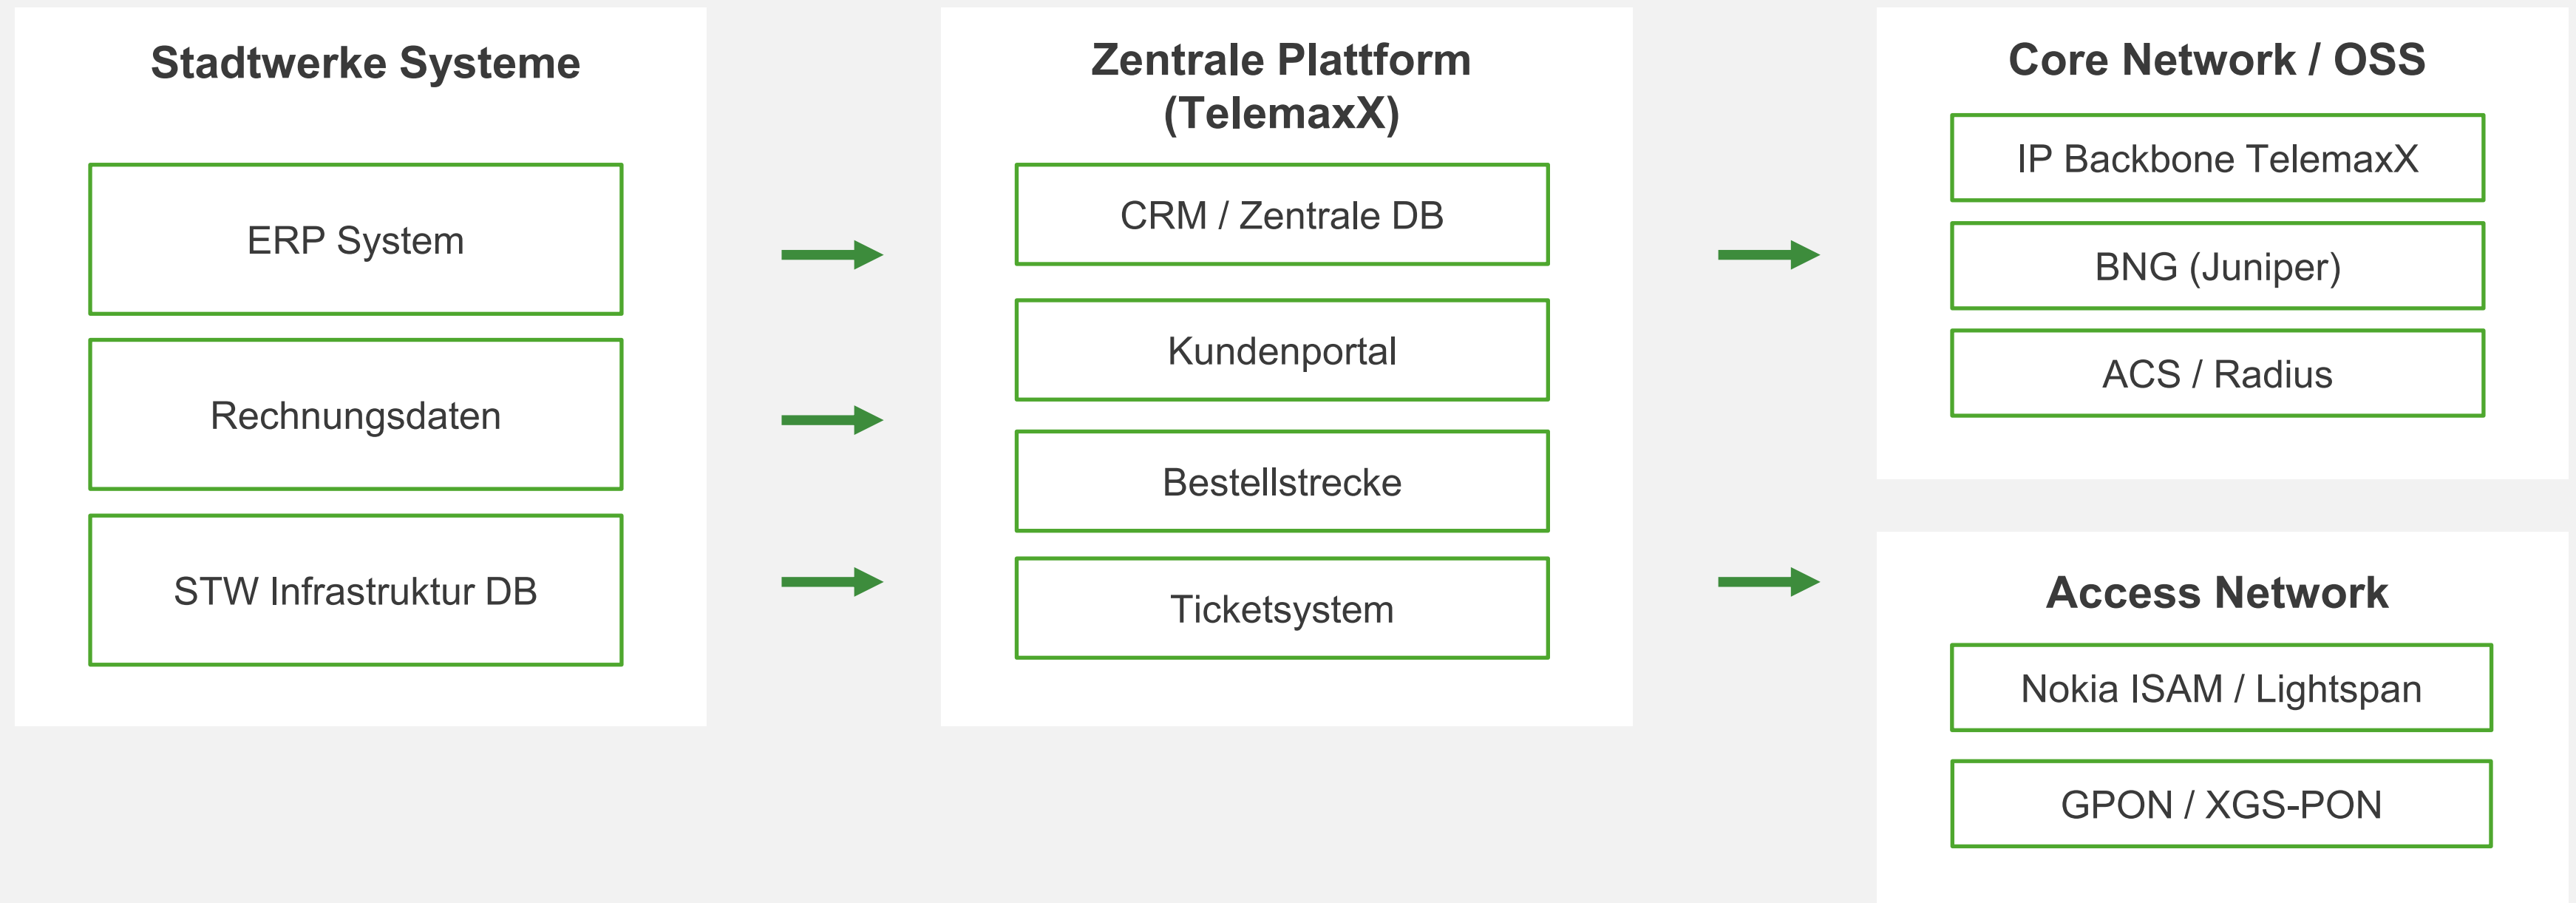 Stadtwerke Systeme
ERP System
Rechnungsdaten
STW Infrastruktur DB
Zentrale Plattform
(TelemaxX)
CRM / Zentrale DB
Kundenportal
Bestellstrecke
Ticketsystem
Core Network / OSS
IP Backbone TelemaxX
BNG (Juniper)
ACS / Radius
Access Network
Nokia ISAM / Lightspan
GPON / XGS-PON